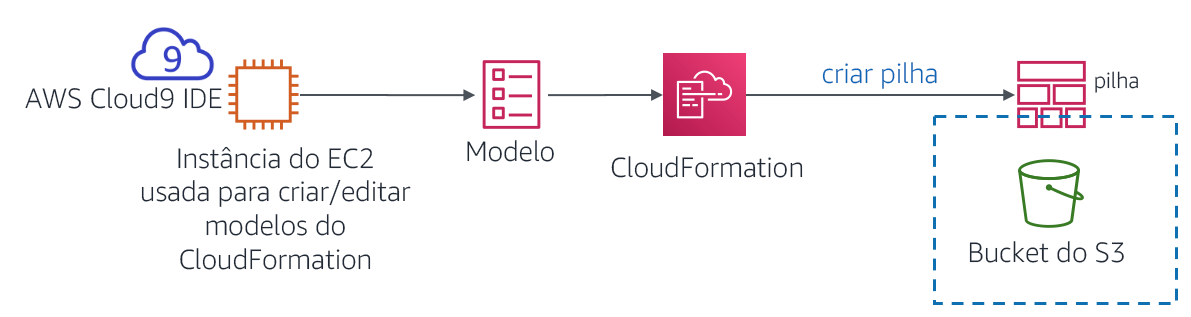 9
AWS Cloud9 IDE
Instância do EC2
usada para criar/editar
modelos do
CloudFormation
Modelo
CloudFormation
criar pilha
pilha
Bucket do S3